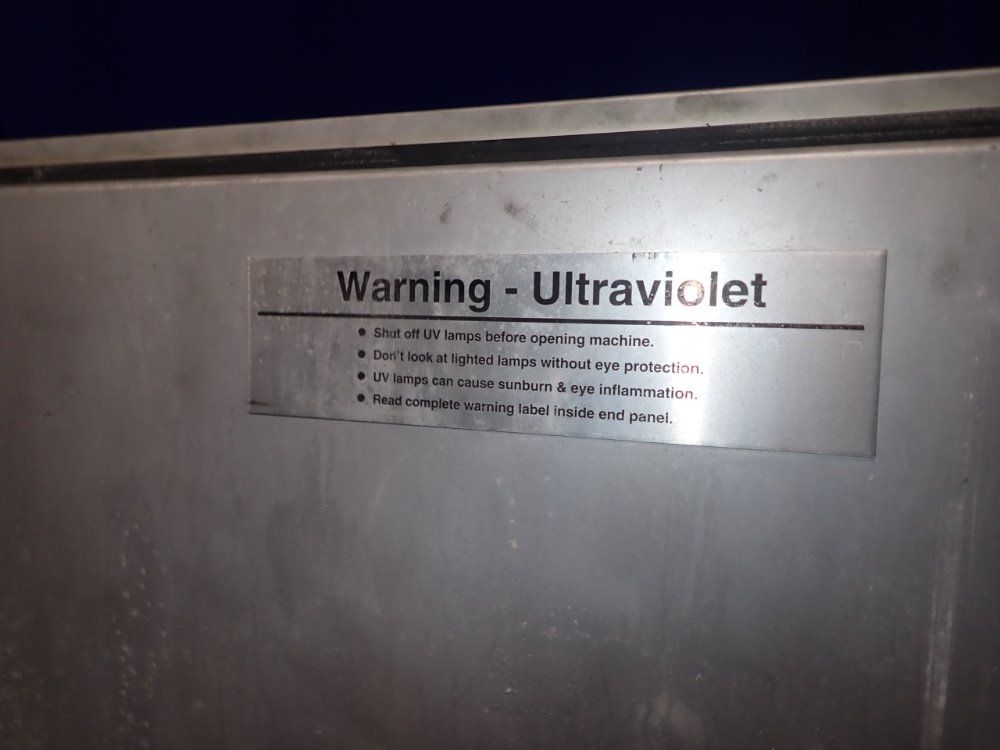 Warning - Ultraviolet
● Shut off UV lamps before opening machine.
● Don't look at lighted lamps without eye protection.
● UV lamps can cause sunburn & eye inflammation.
● Read complete warning label inside end panel.